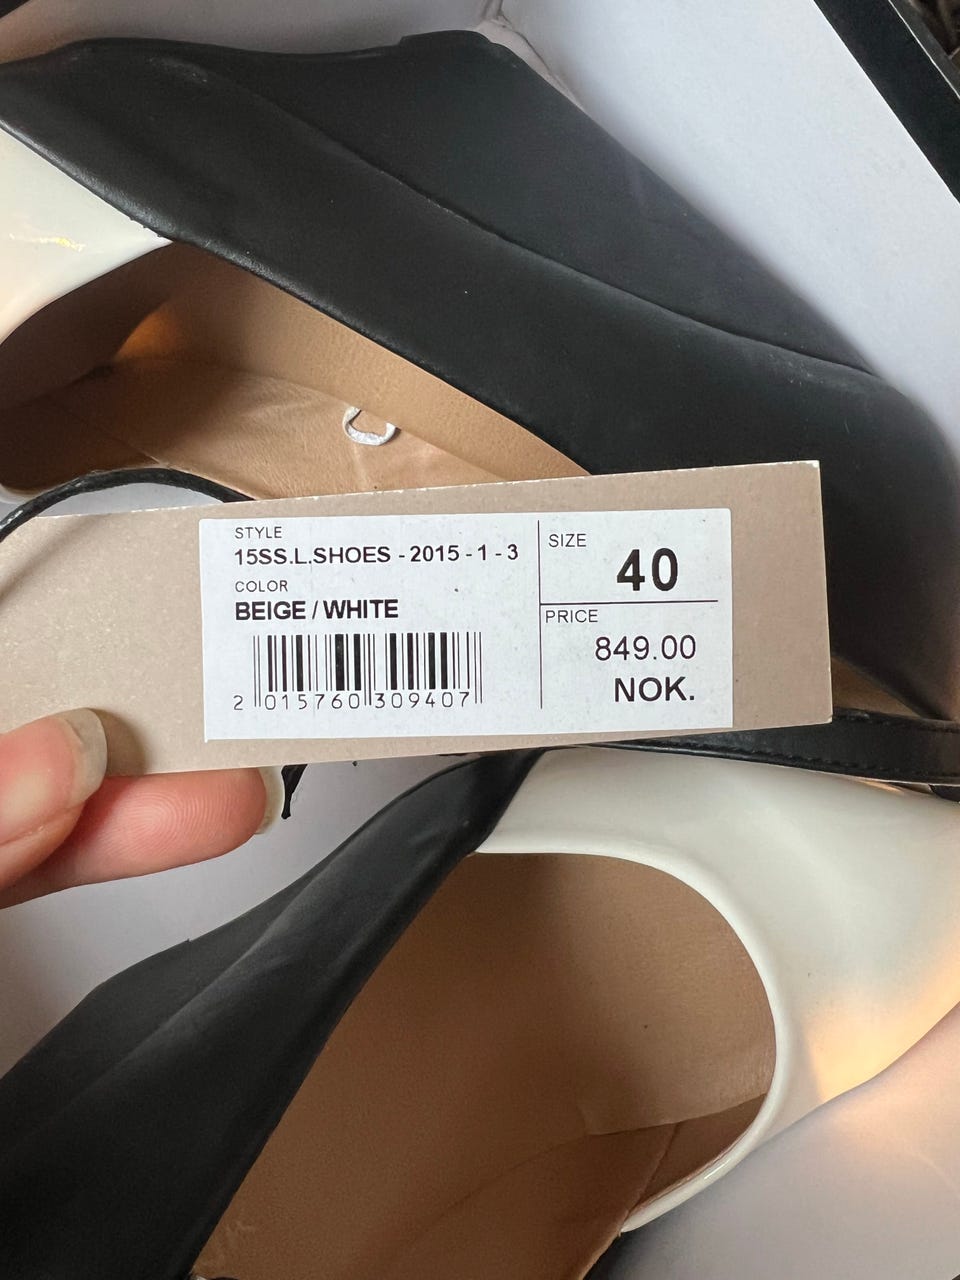 STYLE
15SS.L.SHOES - 2015 - 1 - 3
COLOR
BEIGE / WHITE
2 015760 309407
SIZE
40
PRICE
849.00
NOK.